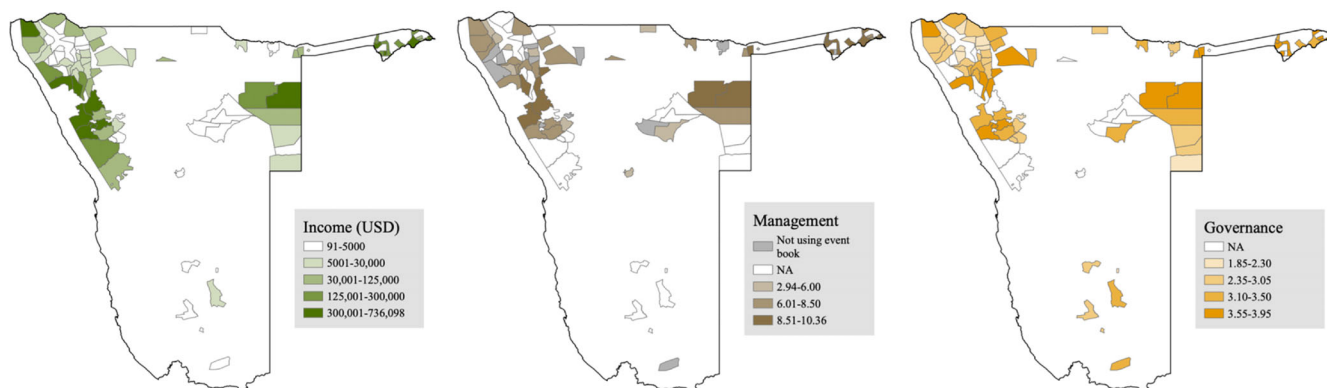 Income (USD)
91-5000
5001-30,000
30,001-125,000
125,001-300,000
300,001-736,098
Management
Not using event
book
NA
2.94-6.00
6.01-8.50
8.51-10.36
Governance
NA
1.85-2.30
2.35-3.05
3.10-3.50
3.55-3.95